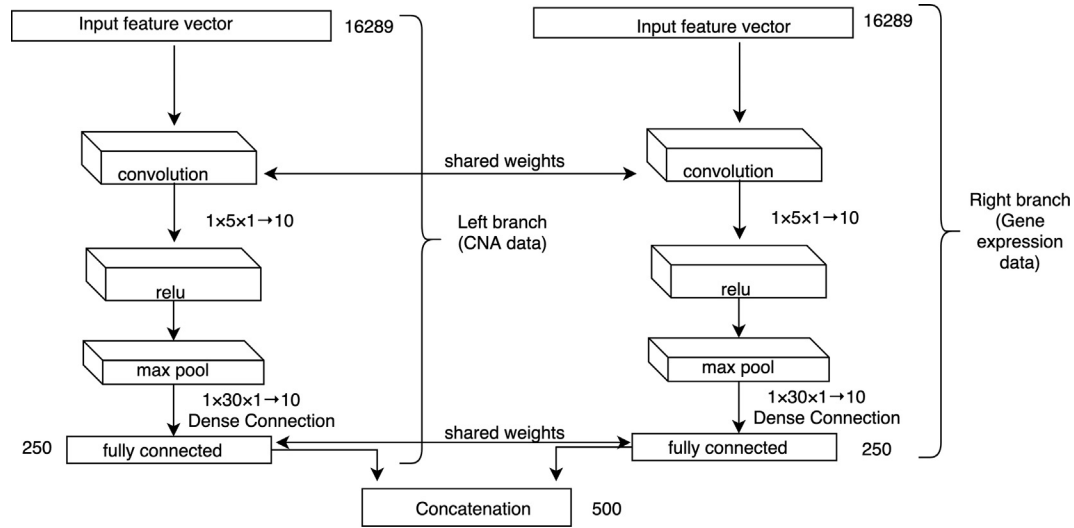 Input feature vector
16289
convolution
1×5×1→10
relu
max pool
1×30×1→10
Dense Connection
250
fully connected
Left branch
(CNA data)
shared weights
shared weights
Input feature vector
16289
convolution
1×5×1→10
relu
max pool
1×30×1→10
Dense Connection
fully connected
250
Right branch
(Gene
expression
data)
Concatenation
500